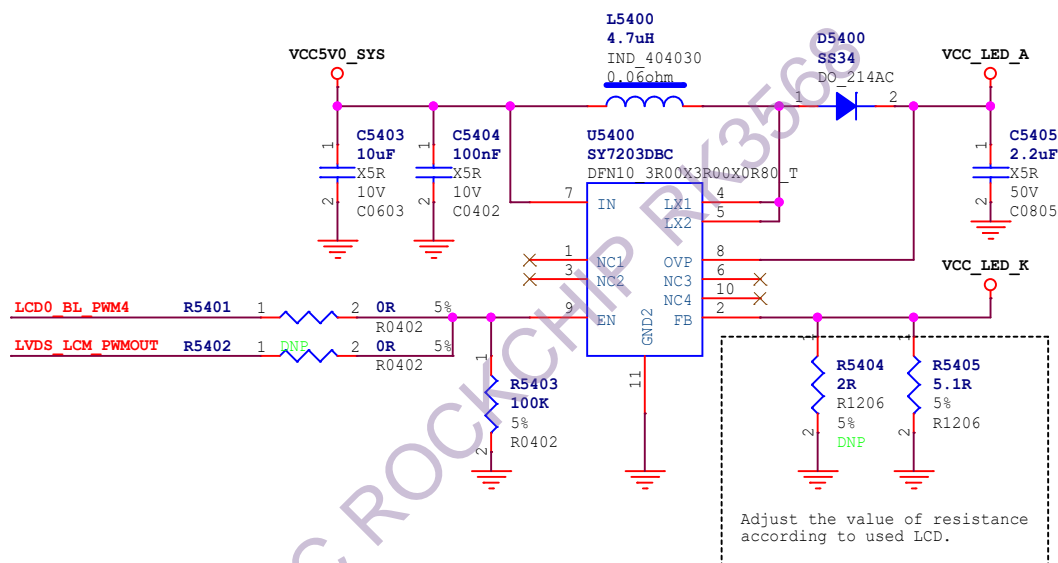 L5400
4.7uH
IND_404030
0.06ohm
D5400
SS34
DO_214AC
VCC5V0_SYS
VCC_LED_A
1
2
C5403
10uF
X5R
10V
C0603
1
2
C5404
100nF
X5R
10V
C0402
1
2
U5400
SY7203DBC
DFN10_3R00X3R00X0R80_T
C5405
2.2uF
X5R
50V
C0805
1
2
7
IN
LX1
4
LX2
5
1
NC1
OVP
8
3
NC2
NC3
6
NC4
10
9
EN
FB
2
GND2
11
VCC_LED_K
LCD0_BL_PWM4
R5401
1
2
0R
5%
R0402
LVDS_LCM_PWMOUT
R5402
1
DNP
2
0R
5%
R0402
1
2
R5403
100K
5%
R0402
1
2
R5404
2R
R1206
5%
DNP
1
2
R5405
5.1R
5%
R1206
Adjust the value of resistance
according to used LCD.
C ROCKCHIP RK3568